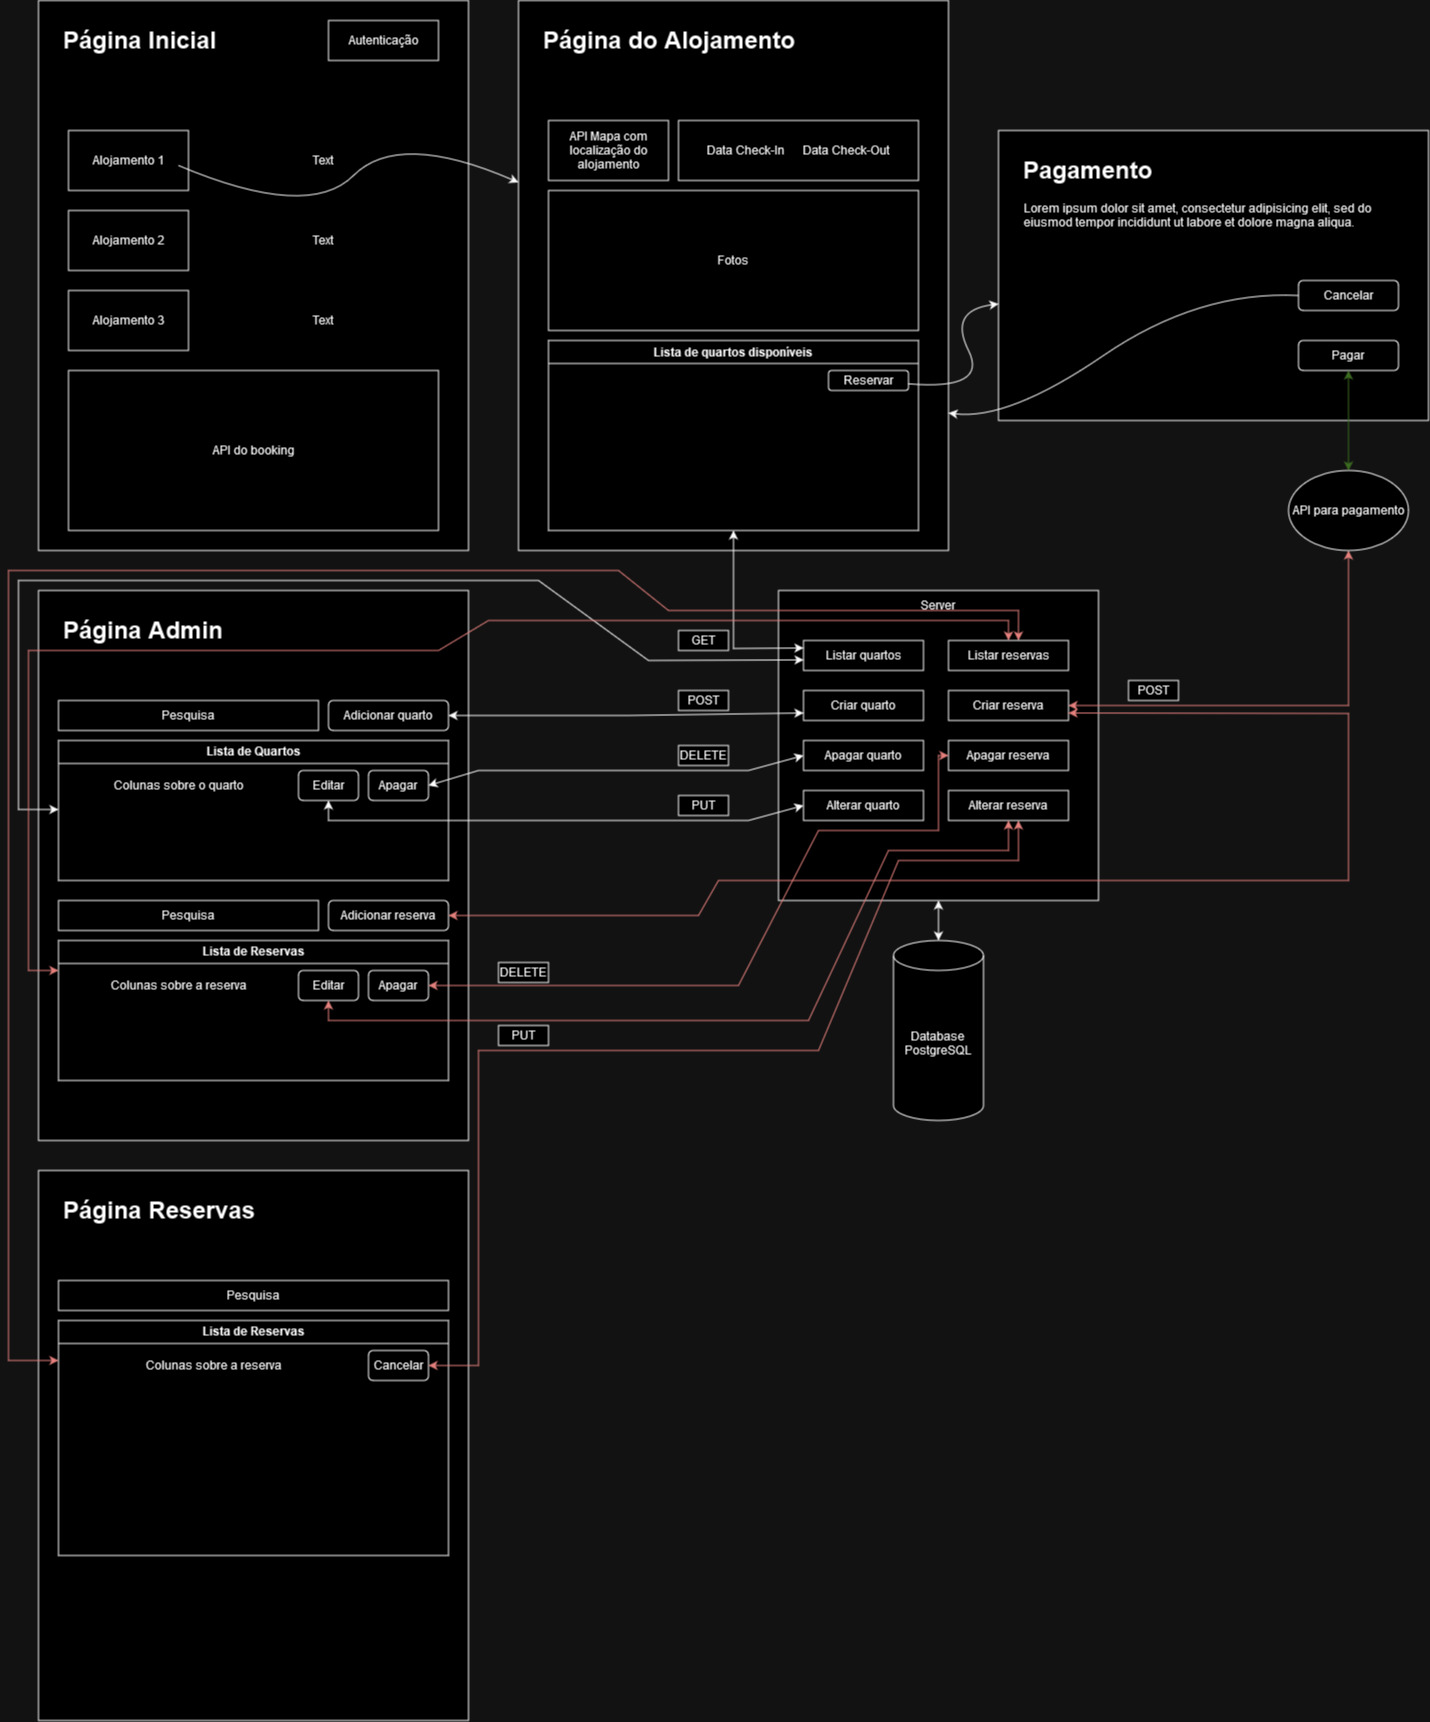 Página Inicial
Autenticação
Alojamento 1
Text
Alojamento 2
Text
Alojamento 3
Text
API do booking
Página do Alojamento
API Mapa com
localização do
alojamento
Data Check-In
Data Check-Out
Fotos
Lista de quartos disponíveis
Reservar
Pagamento
Lorem ipsum dolor sit amet, consectetur adipisicing elit, sed do
eiusmod tempor incididunt ut labore et dolore magna aliqua.
Cancelar
Pagar
API para pagamento
Página Admin
Pesquisa
Adicionar quarto
Lista de Quartos
Colunas sobre o quarto
Editar
Apagar
Pesquisa
Adicionar reserva
Lista de Reservas
Colunas sobre a reserva
Editar
Apagar
GET
POST
DELETE
PUT
DELETE
PUT
Server
Listar quartos
Listar reservas
Criar quarto
Criar reserva
Apagar quarto
Apagar reserva
Alterar quarto
Alterar reserva
POST
Database
PostgreSQL
Página Reservas
Pesquisa
Lista de Reservas
Colunas sobre a reserva
Cancelar